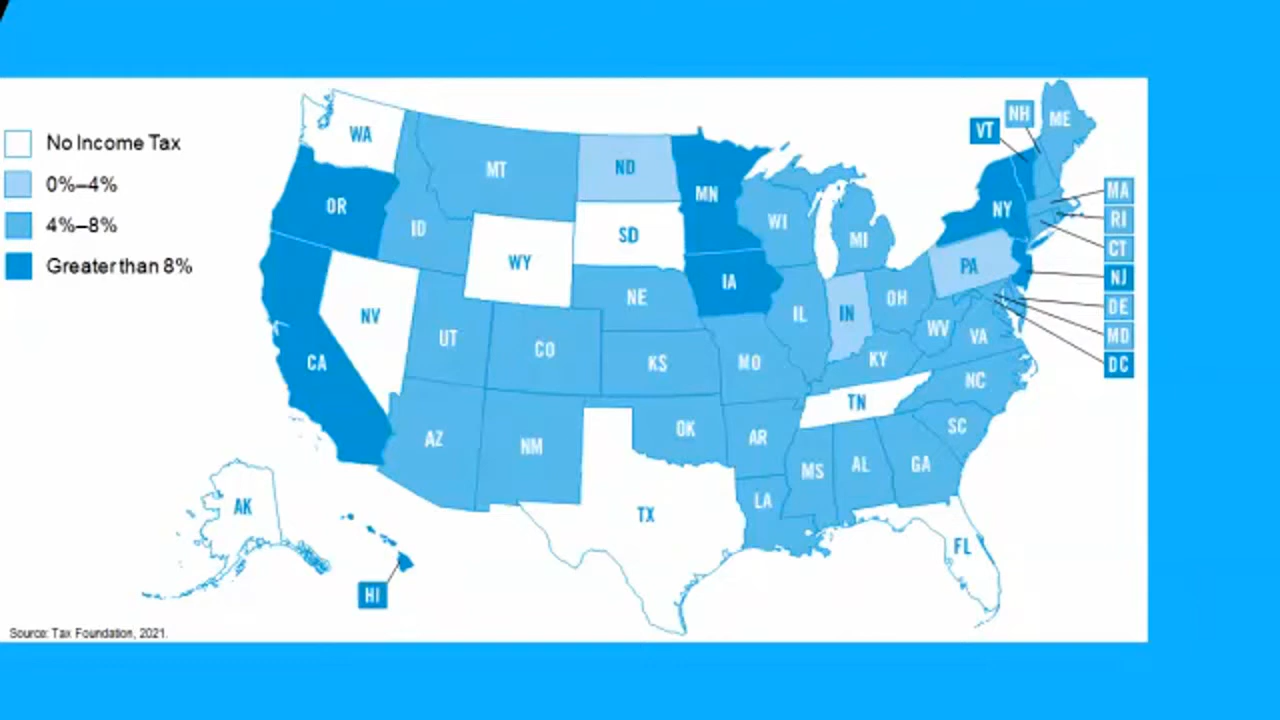 No Income Tax
0%–4%
4%–8%
Greater than 8%
WA
OR
CA
NV
ID
MT
WY
UT
AZ
CO
NM
ND
SD
NE
KS
OK
TX
MN
IA
MO
AR
LA
WI
IL
MI
IN
OH
KY
TN
MS
AL
GA
FL
SC
NC
VA
WV
PA
NY
VT
NH
ME
MA
RI
CT
NJ
DE
MD
DC
AK
HI
Source: Tax Foundation, 2021.